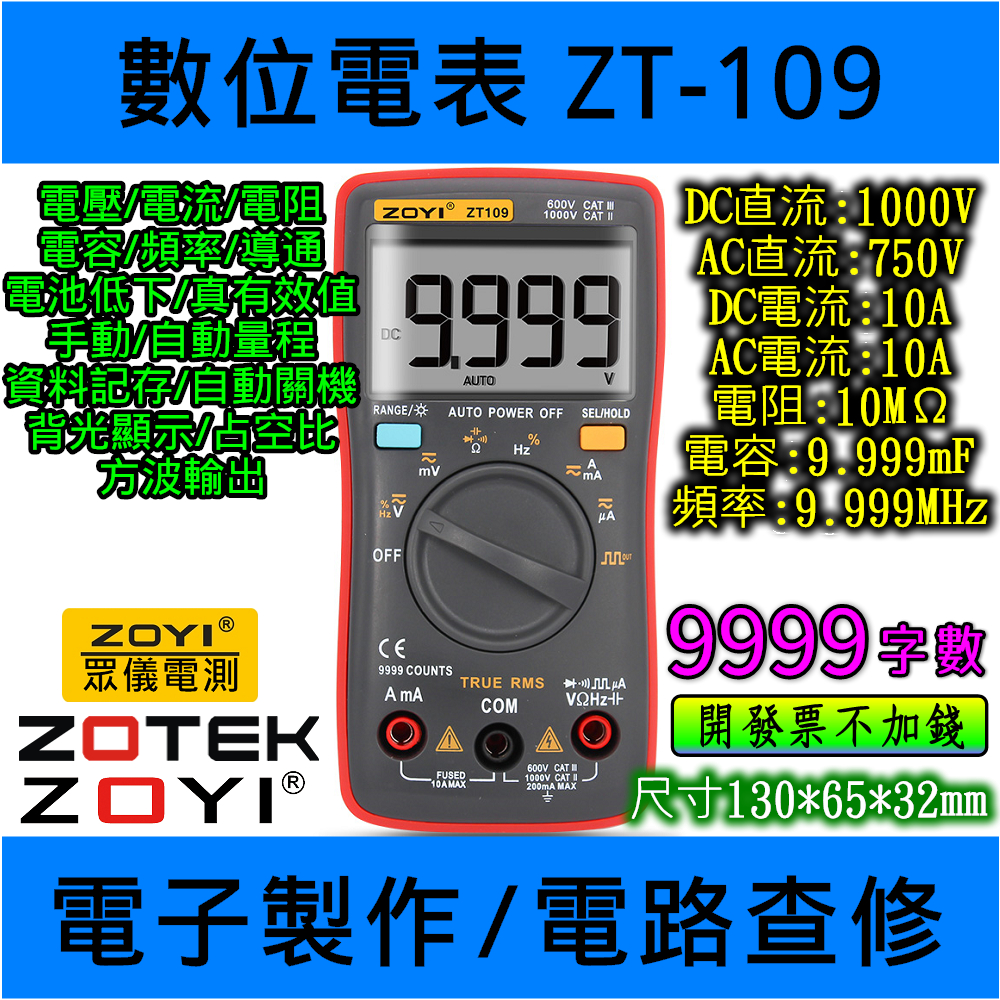 數位電表 ZT-109
電壓/電流/電阻
電容/頻率/導通
電池低下/真有效值
手動/自動量程
資料記存/自動關機
背光顯示/占空比
方波輸出
ZOYI® ZT109
600V CAT III
1000V CAT II
DC 9.999 V
AUTO
RANGE/ AUTO POWER OFF SEL/HOLD
Ω Hz %
mV
A mA
% Hz V
μA
OFF
OUT
CE
9999 COUNTS
TRUE RMS
A mA
COM
μA
VΩHz
FUSED
10A MAX
600V CAT III
1000V CAT II
200mA MAX
DC直流:1000V
AC直流:750V
DC電流:10A
AC電流:10A
電阻:10MΩ
電容:9.999mF
頻率:9.999MHz
ZOYI®
眾儀電測
ZOTEK
ZOYI®
9999字數
開發票不加錢
尺寸130*65*32mm
電子製作/電路查修